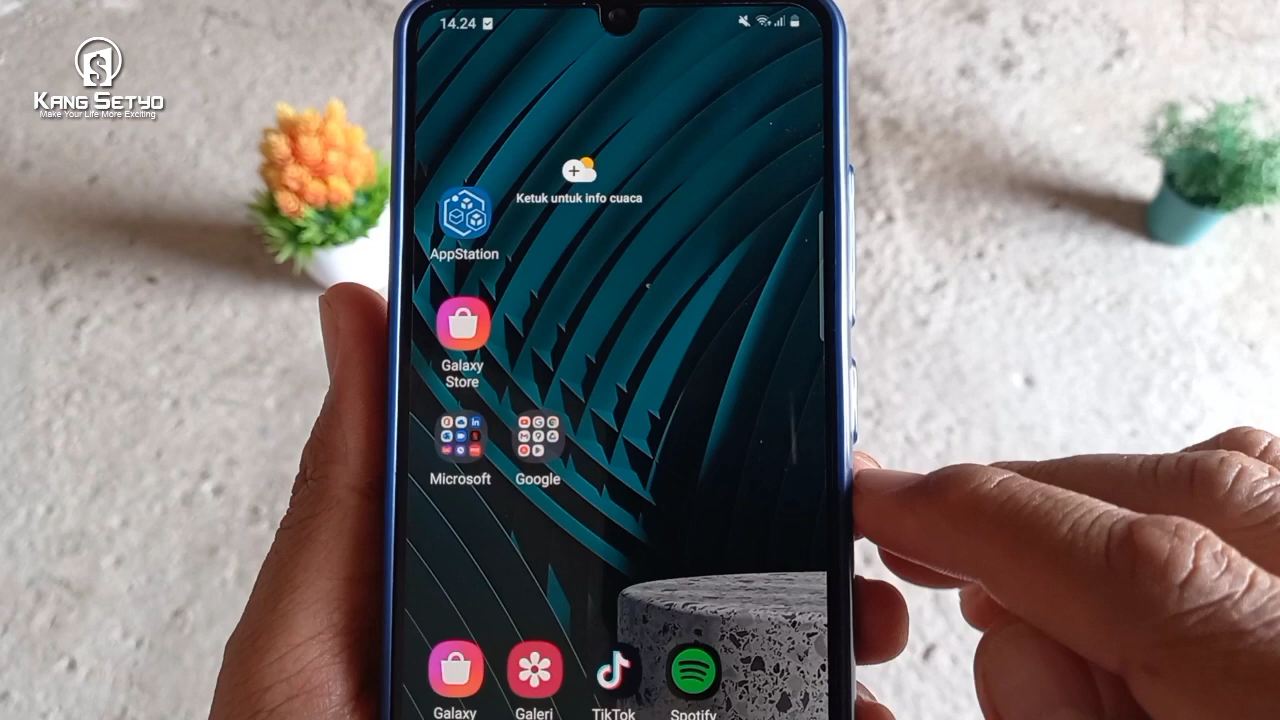 14.24
KANG SETYO
Make Your Life More Exciting
Ketuk untuk info cuaca
AppStation
Galaxy
Store
Microsoft
Google
Galaxy
Galeri
TikTok
Spotify